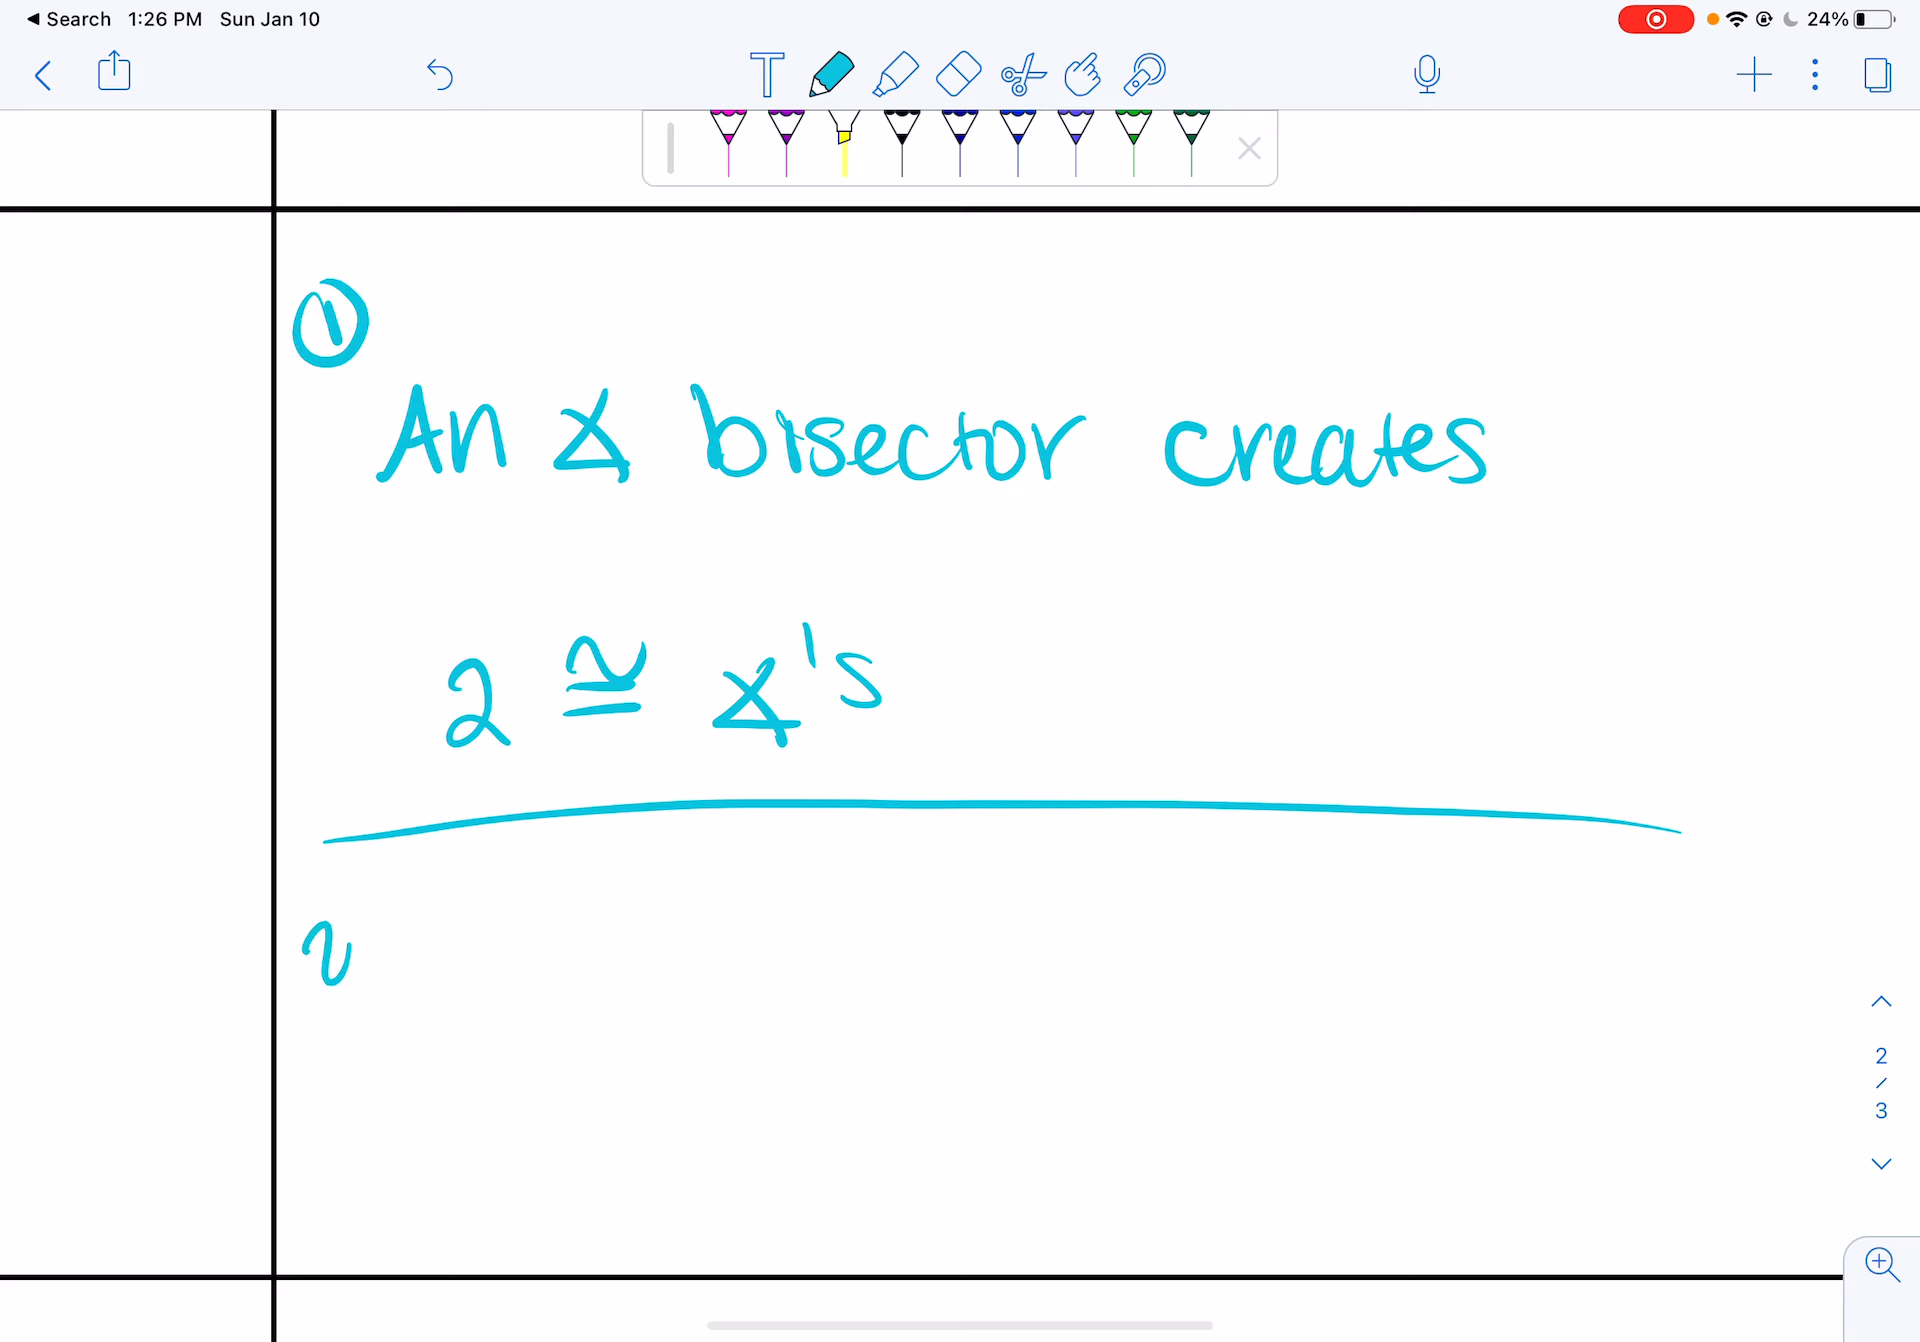 ◀ Search 1:26 PM Sun Jan 10 24%
①
An ∡ bisector creates
2 ≅ ∡'s
2
2
/
3